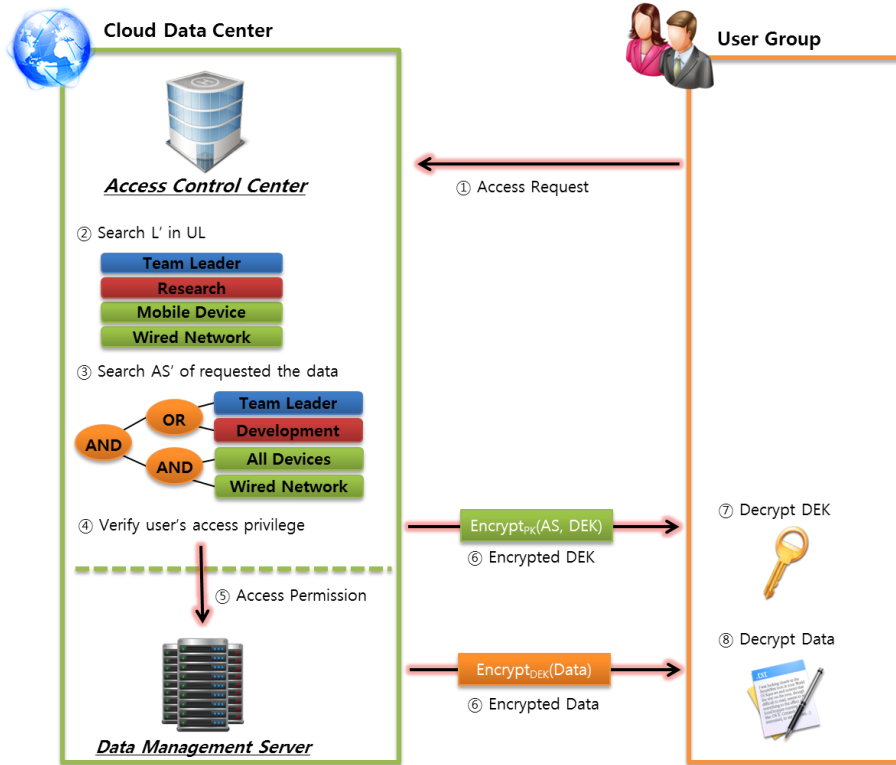 Cloud Data Center
User Group
Access Control Center
① Access Request
② Search L’ in UL
Team Leader
Research
Mobile Device
Wired Network
③ Search AS’ of requested the data
AND
OR
Team Leader
Development
AND
All Devices
Wired Network
④ Verify user’s access privilege
EncryptPK(AS, DEK)
⑥ Encrypted DEK
⑦ Decrypt DEK
⑤ Access Permission
EncryptDEK(Data)
⑥ Encrypted Data
⑧ Decrypt Data
TXT
Data Management Server